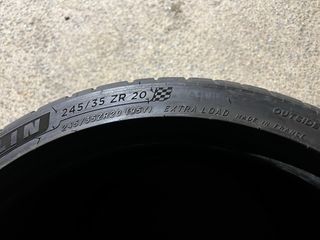 LIN
245/35 ZR 20
245/35ZR20 (95Y) EXTRA LOAD MADE IN FRANCE
OUTSIDE